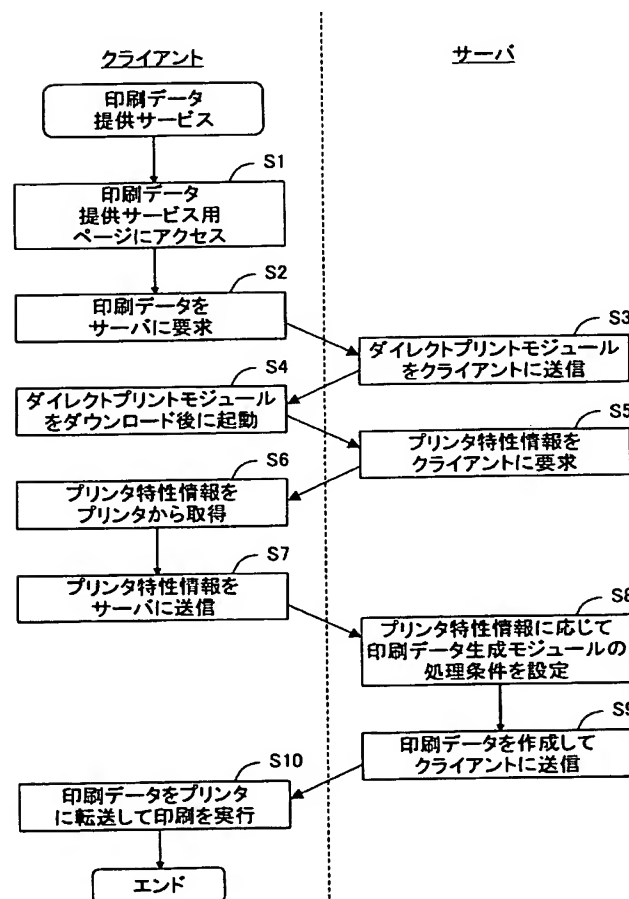 クライアント
サーバ
印刷データ
提供サービス
S1
印刷データ
提供サービス用
ページにアクセス
S2
印刷データを
サーバに要求
S3
ダイレクトプリントモジュール
をクライアントに送信
S4
ダイレクトプリントモジュール
をダウンロード後に起動
S5
プリンタ特性情報を
クライアントに要求
S6
プリンタ特性情報を
プリンタから取得
S7
プリンタ特性情報を
サーバに送信
S8
プリンタ特性情報に応じて
印刷データ生成モジュールの
処理条件を設定
S9
印刷データを作成して
クライアントに送信
S10
印刷データをプリンタ
に転送して印刷を実行
エンド